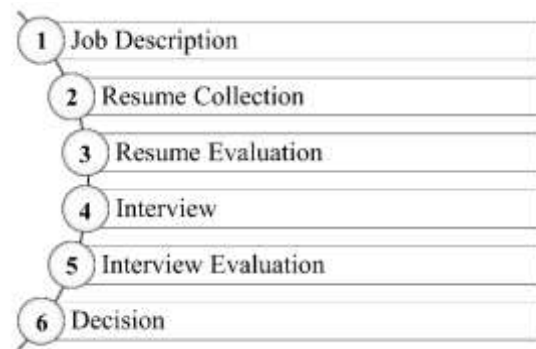 1 Job Description
2 Resume Collection
3 Resume Evaluation
4 Interview
5 Interview Evaluation
6 Decision